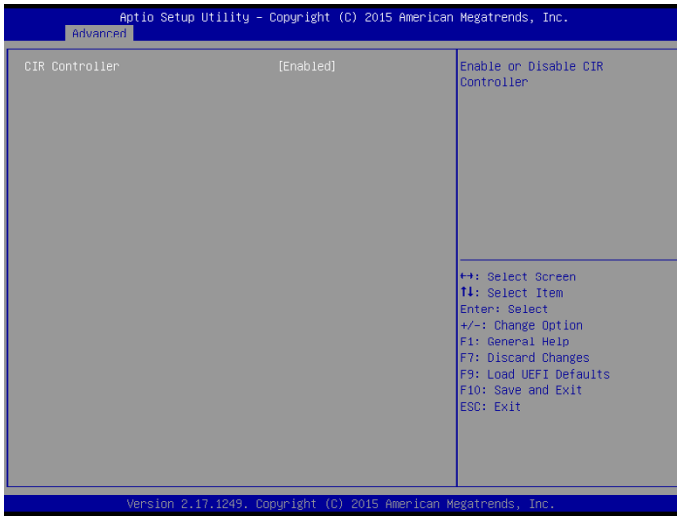 Aptio Setup Utility – Copyright (C) 2015 American Megatrends, Inc.
Advanced
CIR Controller [Enabled]
Enable or Disable CIR
Controller
↔: Select Screen
↑↓: Select Item
Enter: Select
+/-: Change Option
F1: General Help
F7: Discard Changes
F9: Load UEFI Defaults
F10: Save and Exit
ESC: Exit
Version 2.17.1249. Copyright (C) 2015 American Megatrends, Inc.